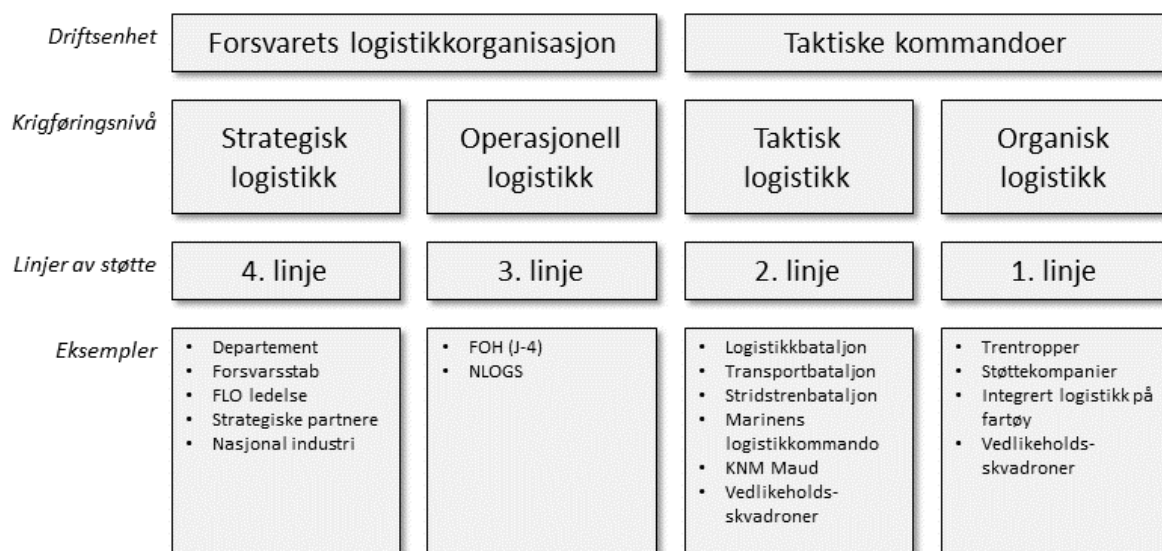 Driftsenhet
Forsvarets logistikkorganisasjon
Taktiske kommandoer
Krigføringsnivå
Strategisk
logistikk
Operasjonell
logistikk
Taktisk
logistikk
Organisk
logistikk
Linjer av støtte
4. linje
3. linje
2. linje
1. linje
Eksempler
• Departement
• Forsvarsstab
• FLO ledelse
• Strategiske partnere
• Nasjonal industri
• FOH (J-4)
• NLOGS
• Logistikkbataljon
• Transportbataljon
• Stridstrenbataljon
• Marinens
logistikkommando
• KNM Maud
• Vedlikeholds-
skvadroner
• Trentropper
• Støttekompanier
• Integrert logistikk på
fartøy
• Vedlikeholds-
skvadroner